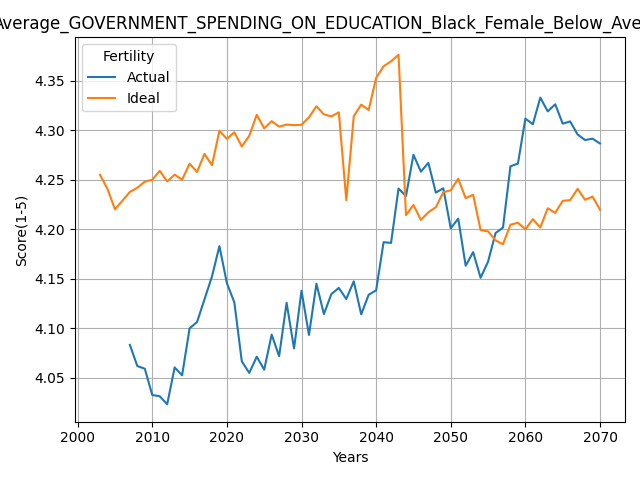 Average_GOVERNMENT_SPENDING_ON_EDUCATION_Black_Female_Below_Ave
Fertility
Actual
Ideal
Score(1-5)
4.35
4.30
4.25
4.20
4.15
4.10
4.05
2000 2010 2020 2030 2040 2050 2060 2070
Years